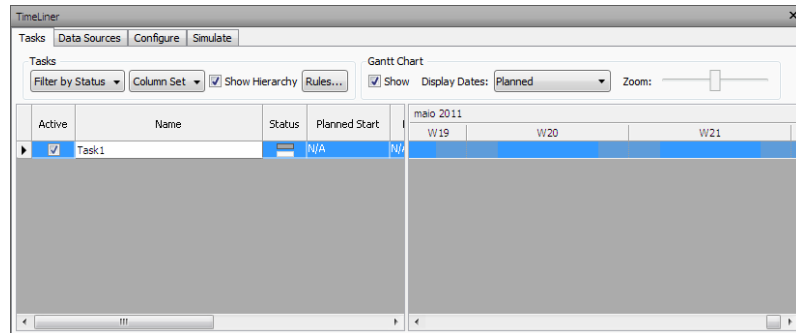 TimeLiner
Tasks Data Sources Configure Simulate
Tasks
Filter by Status Column Set Show Hierarchy Rules...
Gantt Chart
Show Display Dates: Planned Zoom:
Active Name Status Planned Start
maio 2011
W19 W20 W21
Task1 N/A N/A